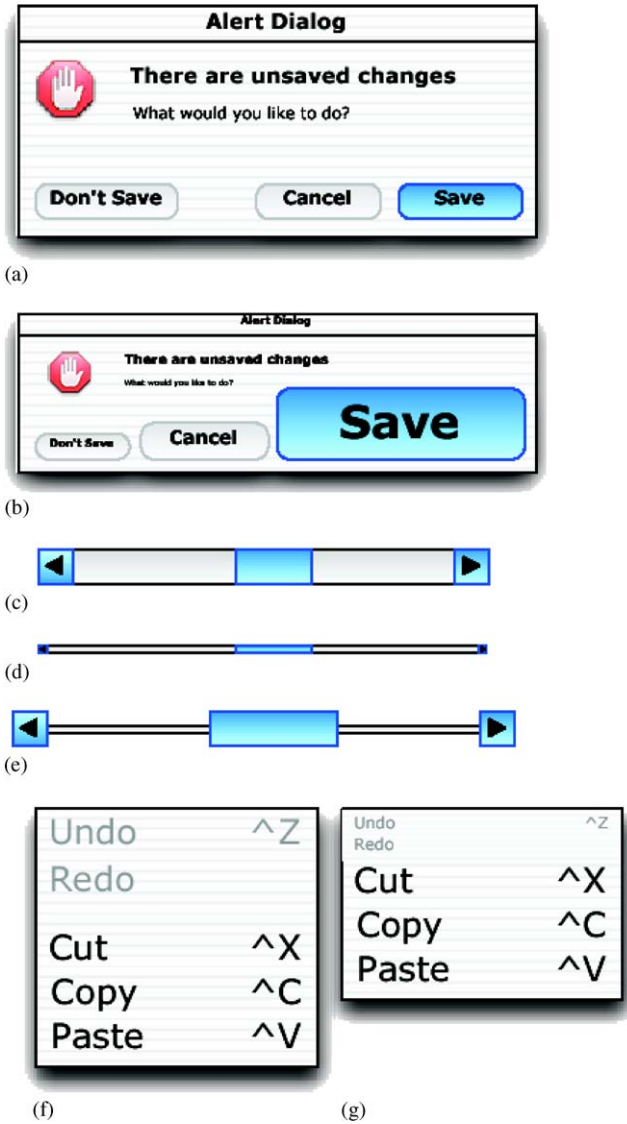 Alert Dialog
There are unsaved changes
What would you like to do?
Don't Save Cancel Save
(a)
Alert Dialog
There are unsaved changes
What would you like to do?
Don't Save Cancel Save
(b)
(c)
(d)
(e)
Undo ^Z
Redo
Cut ^X
Copy ^C
Paste ^V
(f)
Undo ^Z
Redo
Cut ^X
Copy ^C
Paste ^V
(g)